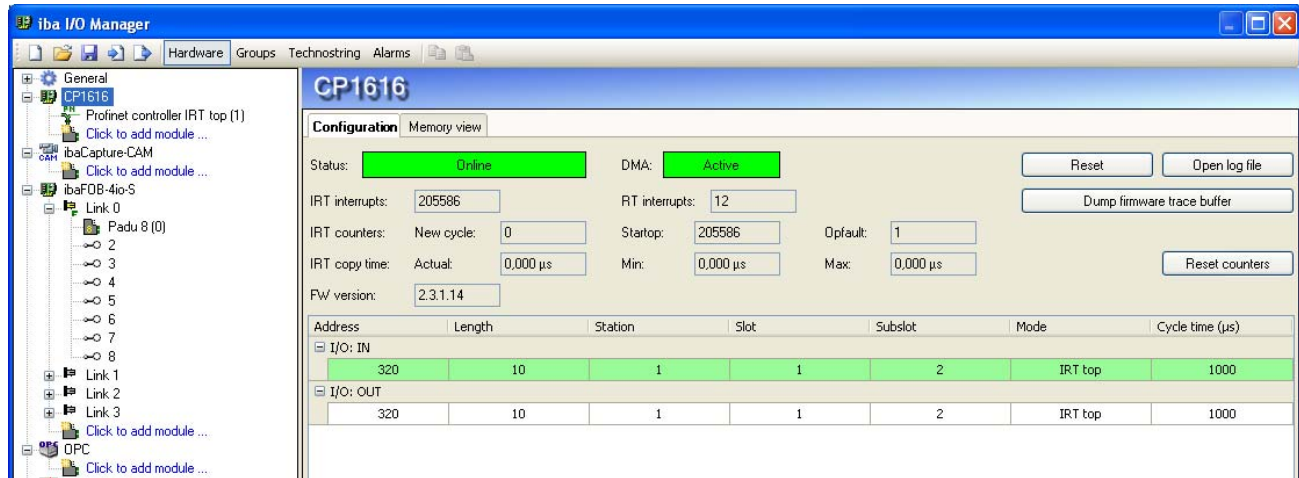 iba I/O Manager
Hardware Groups Technostring Alarms
General
CP1616
Profinet controller IRT top (1)
Click to add module ...
ibaCapture-CAM
Click to add module ...
ibaFOB-4io-S
Link 0
Padu 8 (0)
2
3
4
5
6
7
8
Link 1
Link 2
Link 3
Click to add module ...
OPC
Click to add module ...
CP1616
Configuration Memory view
Status: Online DMA: Active Reset Open log file
IRT interrupts: 205586 RT interrupts: 12 Dump firmware trace buffer
IRT counters: New cycle: 0 Startop: 205586 Opfault: 1
IRT copy time: Actual: 0,000 µs Min: 0,000 µs Max: 0,000 µs Reset counters
FW version: 2.3.1.14
Address Length Station Slot Subslot Mode Cycle time (µs)
I/O: IN
320 10 1 1 2 IRT top 1000
I/O: OUT
320 10 1 1 2 IRT top 1000